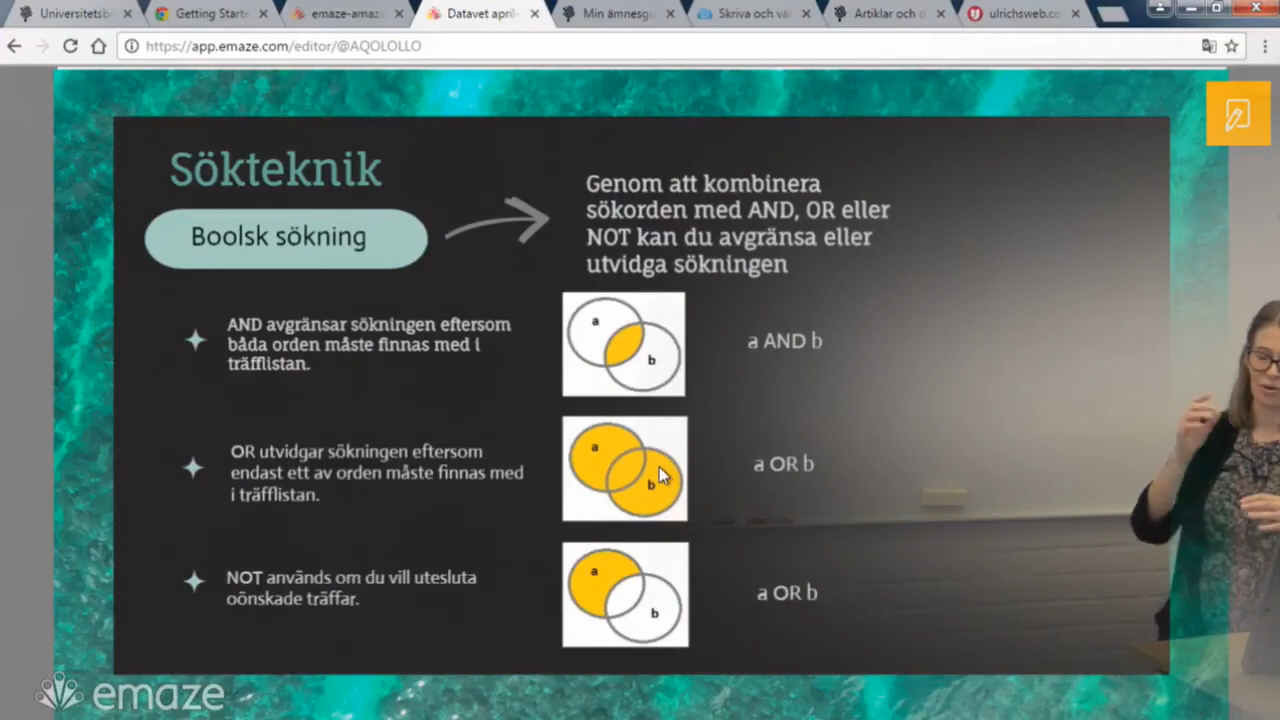 Universitetsb
Getting Starte
emaze-amaz
Datavet april-
Min ämnesgu
Skriva och vä
Artiklar och d
ulrichsweb.co
https://app.emaze.com/editor/@AQOLOLLO
Sökteknik
Boolsk sökning
Genom att kombinera
sökorden med AND, OR eller
NOT kan du avgränsa eller
utvidga sökningen
AND avgränsar sökningen eftersom
båda orden måste finnas med i
träfflistan.
a
b
a AND b
OR utvidgar sökningen eftersom
endast ett av orden måste finnas med
i träfflistan.
a
b
a OR b
NOT används om du vill utesluta
oönskade träffar.
a
b
a OR b
emaze